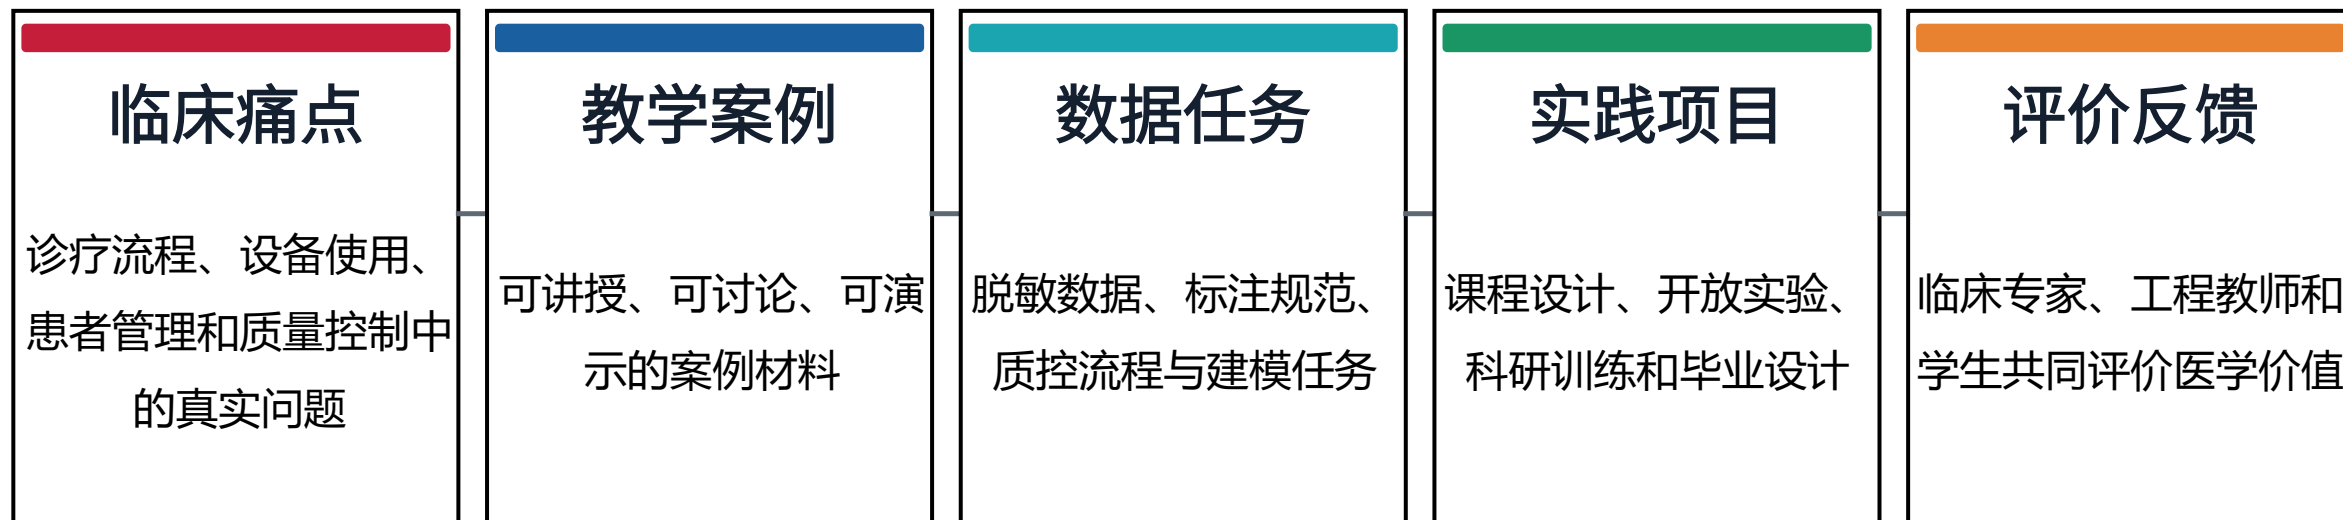 临床痛点
诊疗流程、设备使用、
患者管理和质量控制中
的真实问题
教学案例
可讲授、可讨论、可演
示的案例材料
数据任务
脱敏数据、标注规范、
质控流程与建模任务
实践项目
课程设计、开放实验、
科研训练和毕业设计
评价反馈
临床专家、工程教师和
学生共同评价医学价值